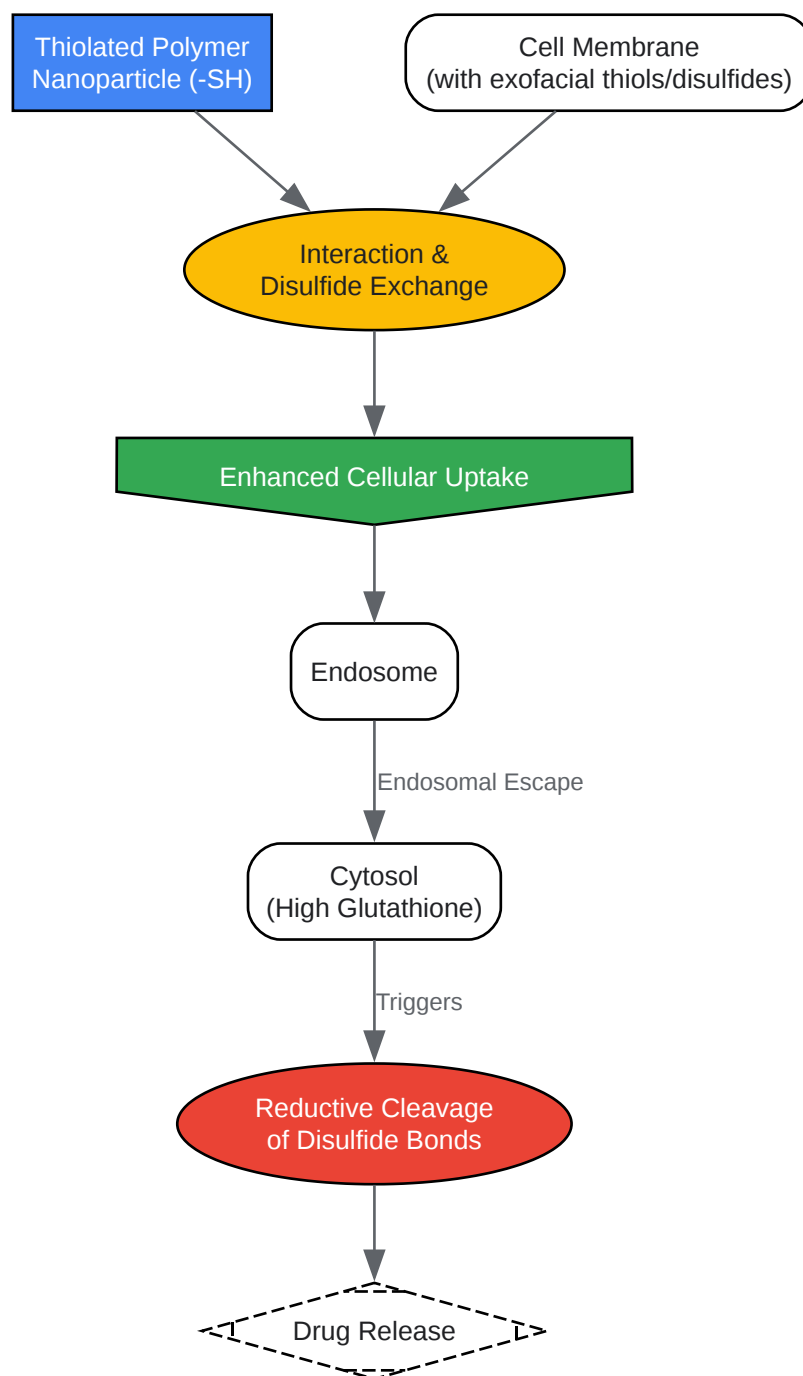 Thiolated Polymer
Nanoparticle (-SH)
Cell Membrane
(with exofacial thiols/disulfides)
Interaction &
Disulfide Exchange
Enhanced Cellular Uptake
Endosome
Endosomal Escape
Cytosol
(High Glutathione)
Triggers
Reductive Cleavage
of Disulfide Bonds
Drug Release